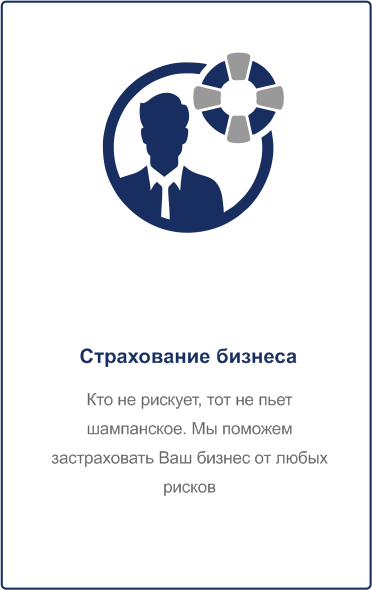 Страхование бизнеса
Кто не рискует, тот не пьет
шампанское. Мы поможем
застраховать Ваш бизнес от любых
рисков